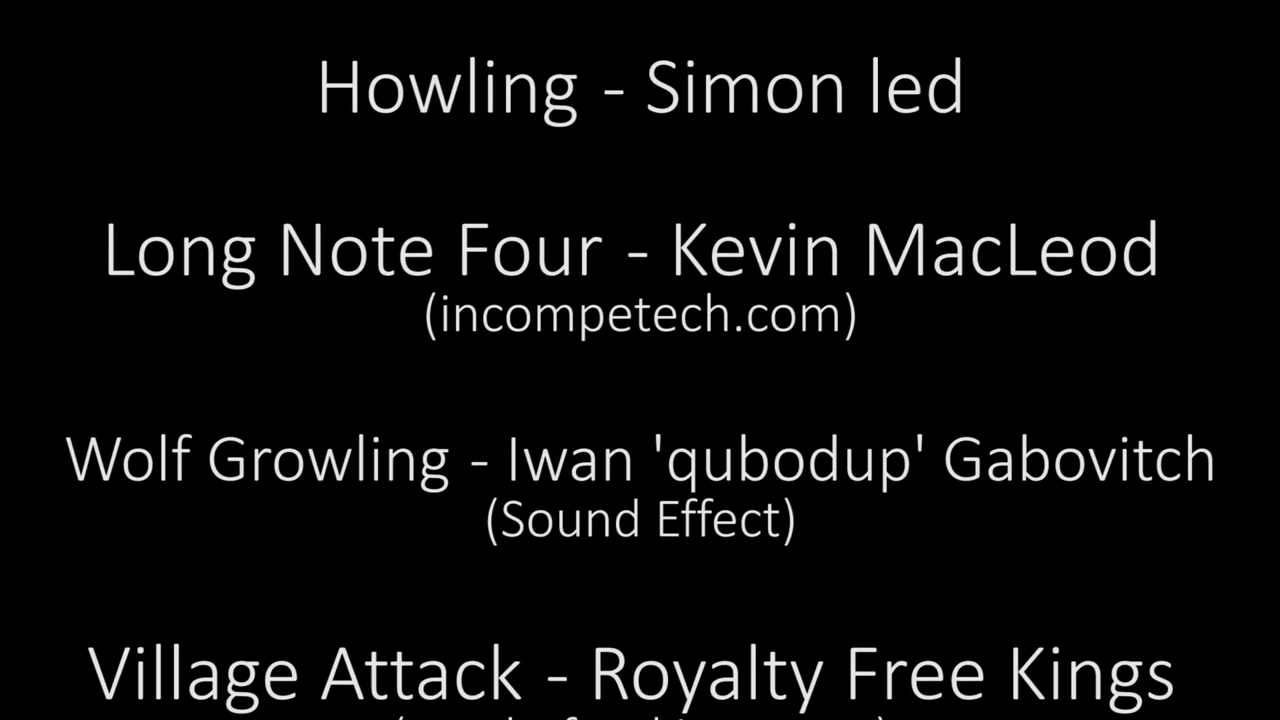 Howling - Simon led
Long Note Four - Kevin MacLeod
(incompetech.com)
Wolf Growling - Iwan 'qubodup' Gabovitch
(Sound Effect)
Village Attack - Royalty Free Kings